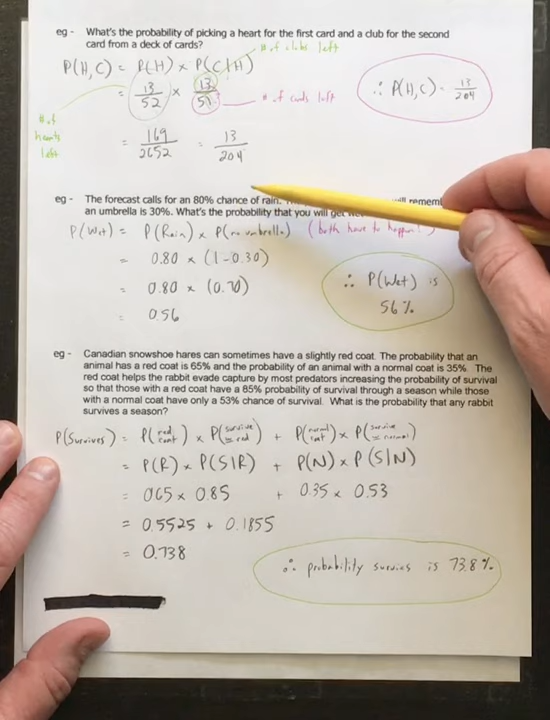 eg - What's the probability of picking a heart for the first card and a club for the second
card from a deck of cards?
# of clubs left
P(H,C) = P(H) × P(C|H)
= 13/52 × 13/51
# of cards left
# of
hearts
left
∴ P(H,C) = 13/204
= 169/2652 = 13/204
eg - The forecast calls for an 80% chance of rain.
an umbrella is 30%. What's the probability that you will get
P(Wet) = P(Rain) × P(no umbrella) (both have to happen!)
= 0.80 × (1-0.30)
= 0.80 × (0.70)
= 0.56
∴ P(Wet) is
56%
eg - Canadian snowshoe hares can sometimes have a slightly red coat. The probability that an
animal has a red coat is 65% and the probability of an animal with a normal coat is 35%. The
red coat helps the rabbit evade capture by most predators increasing the probability of survival
so that those with a red coat have a 85% probability of survival through a season while those
with a normal coat have only a 53% chance of survival. What is the probability that any rabbit
survives a season?
P(Survives) = P(red coat) × P(survive red) + P(normal coat) × P(survive normal)
= P(R) × P(S|R) + P(N) × P(S|N)
= 0.65 × 0.85 + 0.35 × 0.53
= 0.5525 + 0.1855
= 0.738
∴ probability survives is 73.8%